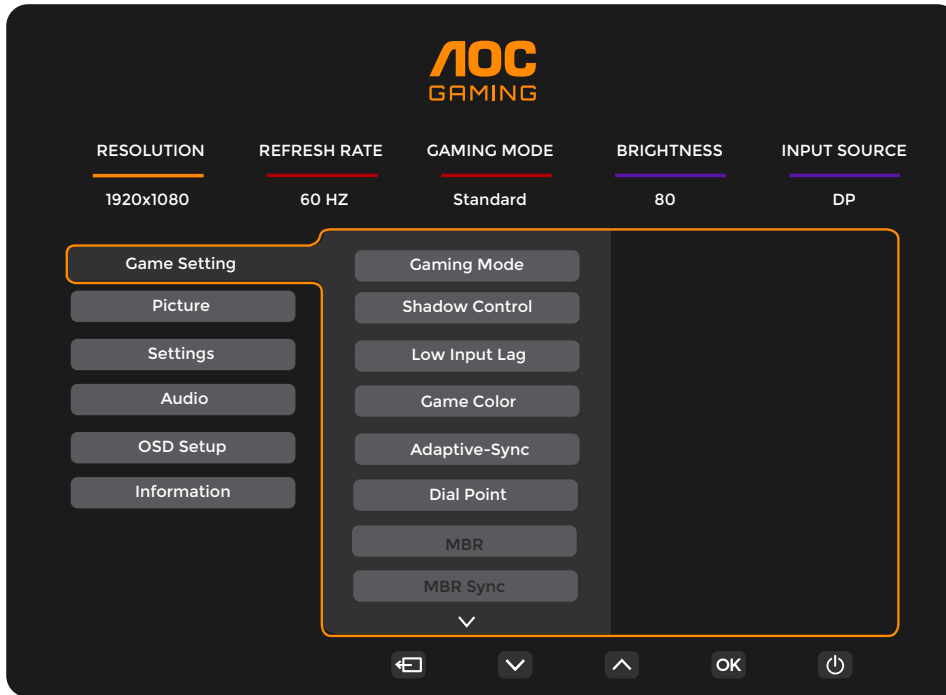 AOC
GAMING
RESOLUTION REFRESH RATE GAMING MODE BRIGHTNESS INPUT SOURCE
1920x1080 60 HZ Standard 80 DP
Game Setting
Picture
Settings
Audio
OSD Setup
Information
Gaming Mode
Shadow Control
Low Input Lag
Game Color
Adaptive-Sync
Dial Point
MBR
MBR Sync
OK